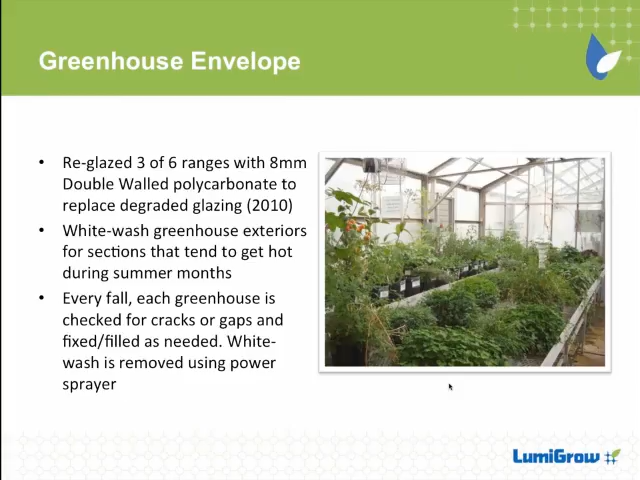 Greenhouse Envelope
• Re-glazed 3 of 6 ranges with 8mm
Double Walled polycarbonate to
replace degraded glazing (2010)
• White-wash greenhouse exteriors
for sections that tend to get hot
during summer months
• Every fall, each greenhouse is
checked for cracks or gaps and
fixed/filled as needed. White-
wash is removed using power
sprayer
LumiGrow